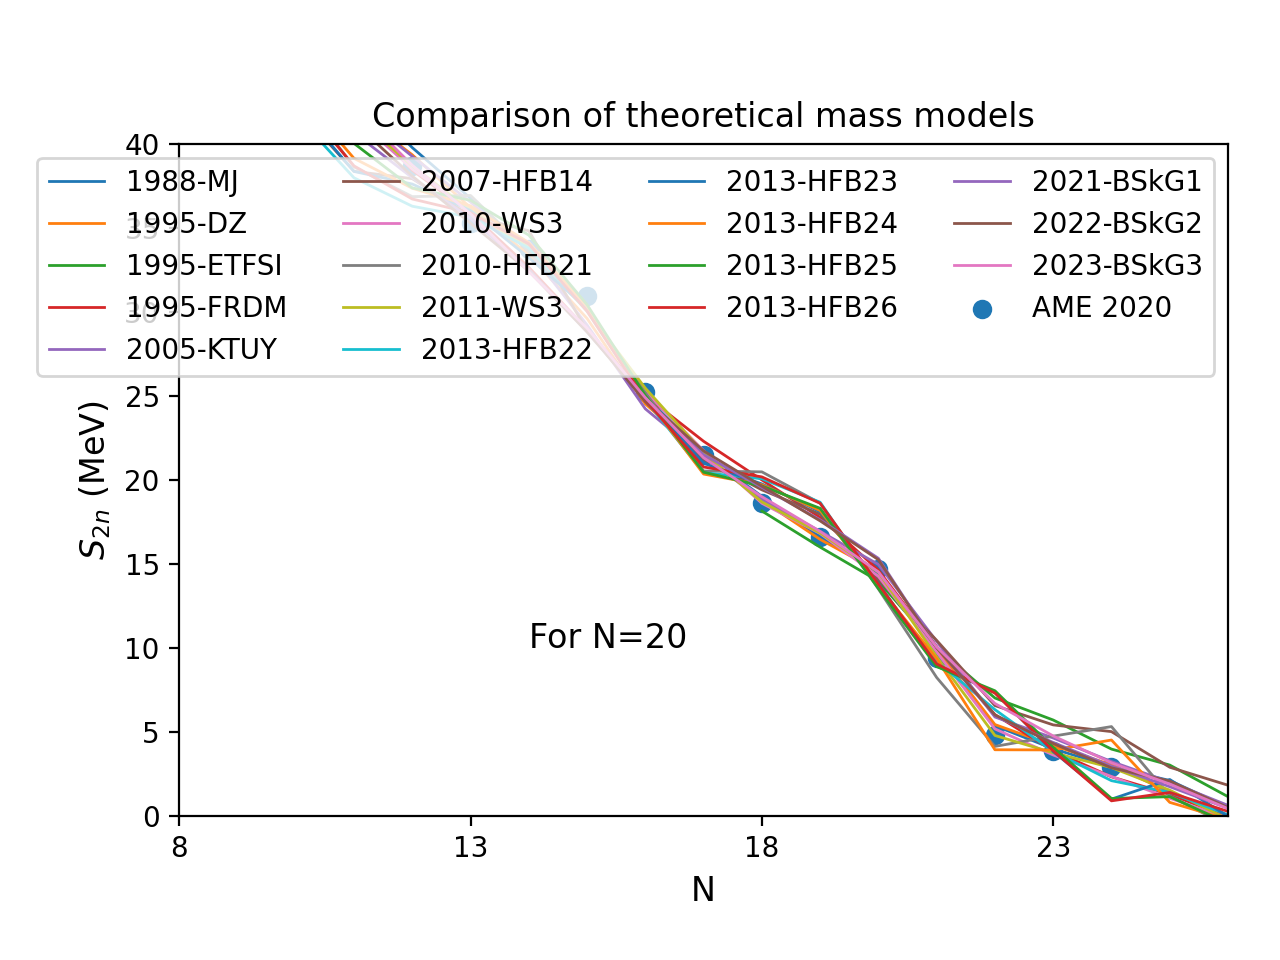 Comparison of theoretical mass models
40
35
30
25
20
15
10
5
0
S2n (MeV)
1988-MJ
1995-DZ
1995-ETFSI
1995-FRDM
2005-KTUY
2007-HFB14
2010-WS3
2010-HFB21
2011-WS3
2013-HFB22
2013-HFB23
2013-HFB24
2013-HFB25
2013-HFB26
2021-BSkG1
2022-BSkG2
2023-BSkG3
AME 2020
For N=20
8 13 18 23
N